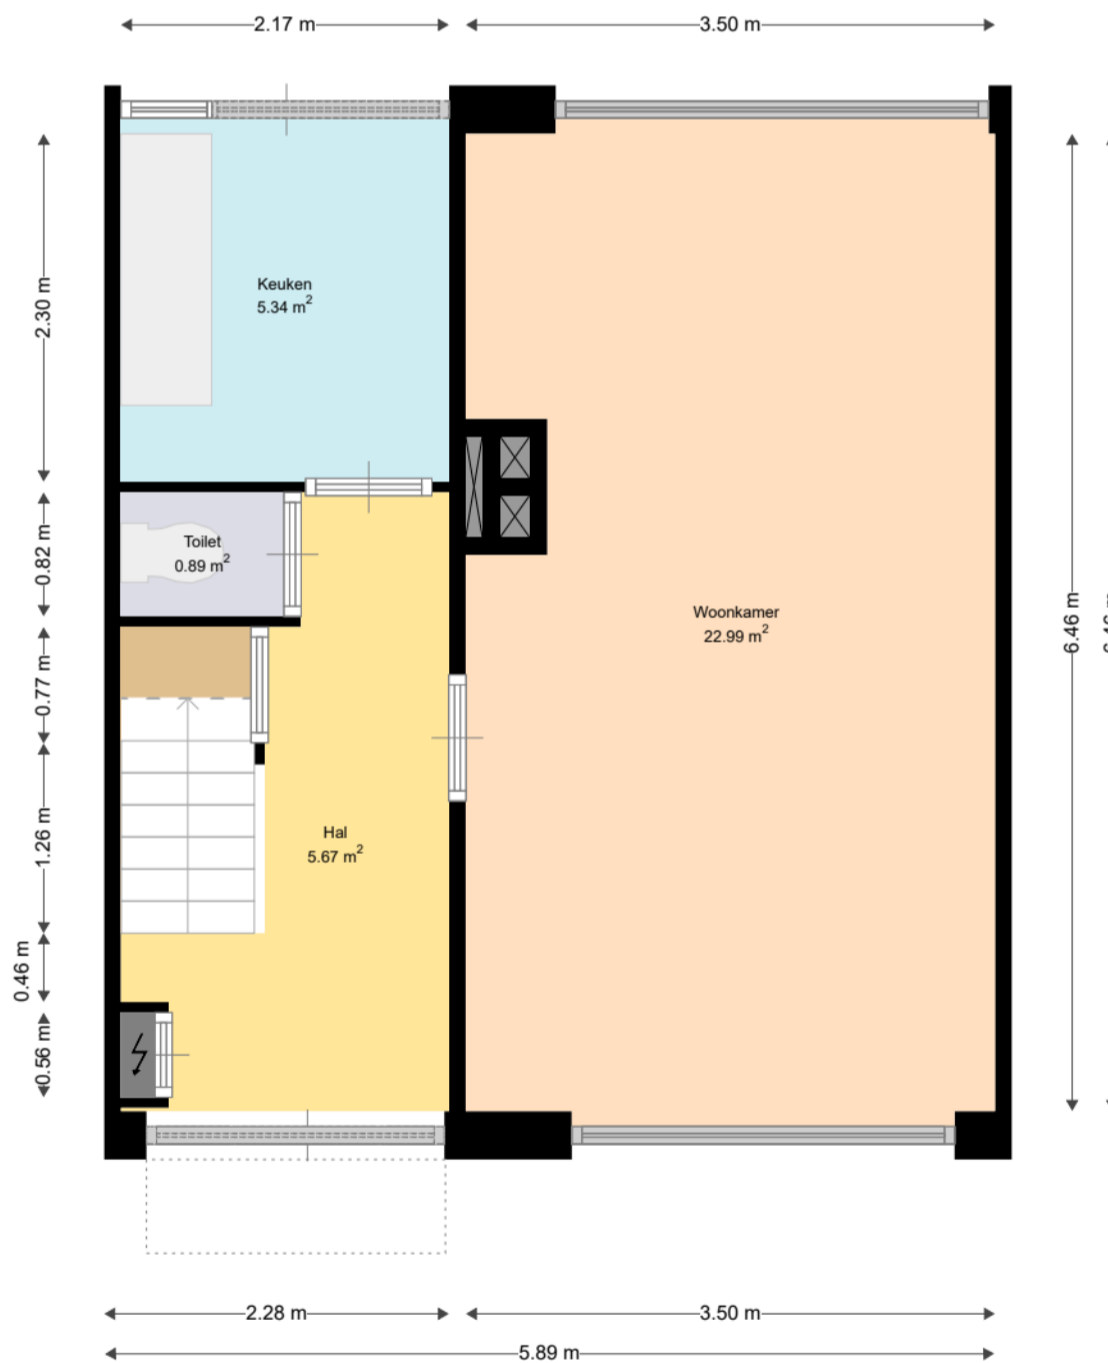 2.17 m
3.50 m
2.30 m
Keuken
5.34 m²
0.82 m
Toilet
0.89 m²
0.77 m
Woonkamer
22.99 m²
6.46 m
1.26 m
Hal
5.67 m²
0.46 m
0.56 m
2.28 m
3.50 m
5.89 m